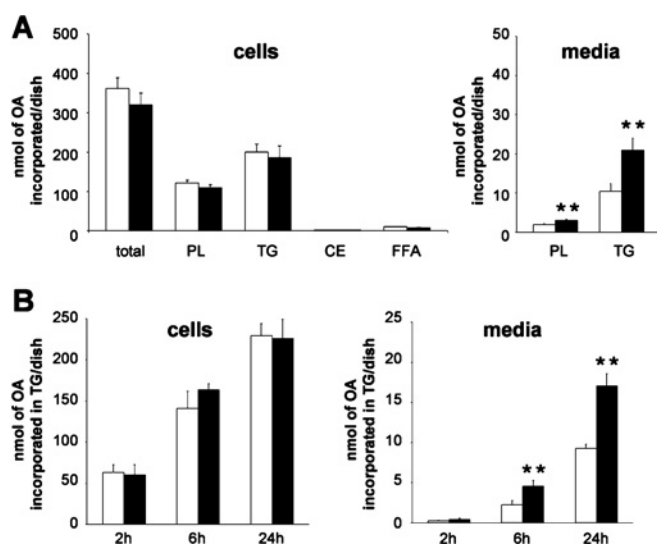 A
cells
media
nmol of OA
incorporated/dish
500
400
300
200
100
0
total PL TG CE FFA
nmol of OA
incorporated/dish
50
40
30
20
10
0
**
**
PL TG
B
cells
media
nmol of OA
incorporated in TG/dish
250
200
150
100
50
0
2h 6h 24h
nmol of OA
incorporated in TG/dish
25
20
15
10
5
0
**
**
2h 6h 24h